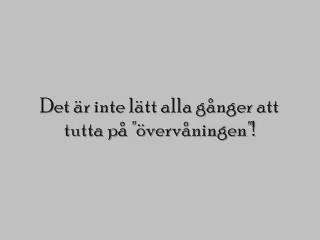 Det är inte lätt alla gånger att
tutta på "övervåningen"!